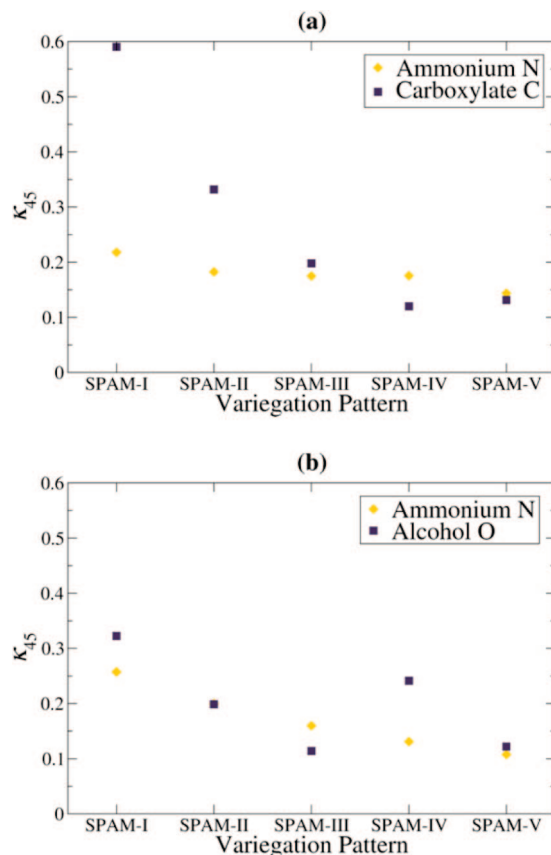 (a)
0.6
Ammonium N
Carboxylate C
0.5
0.4
κ45
0.3
0.2
0.1
0
SPAM-I SPAM-II SPAM-III SPAM-IV SPAM-V
Variegation Pattern
(b)
0.6
Ammonium N
Alcohol O
0.5
0.4
κ45
0.3
0.2
0.1
0
SPAM-I SPAM-II SPAM-III SPAM-IV SPAM-V
Variegation Pattern